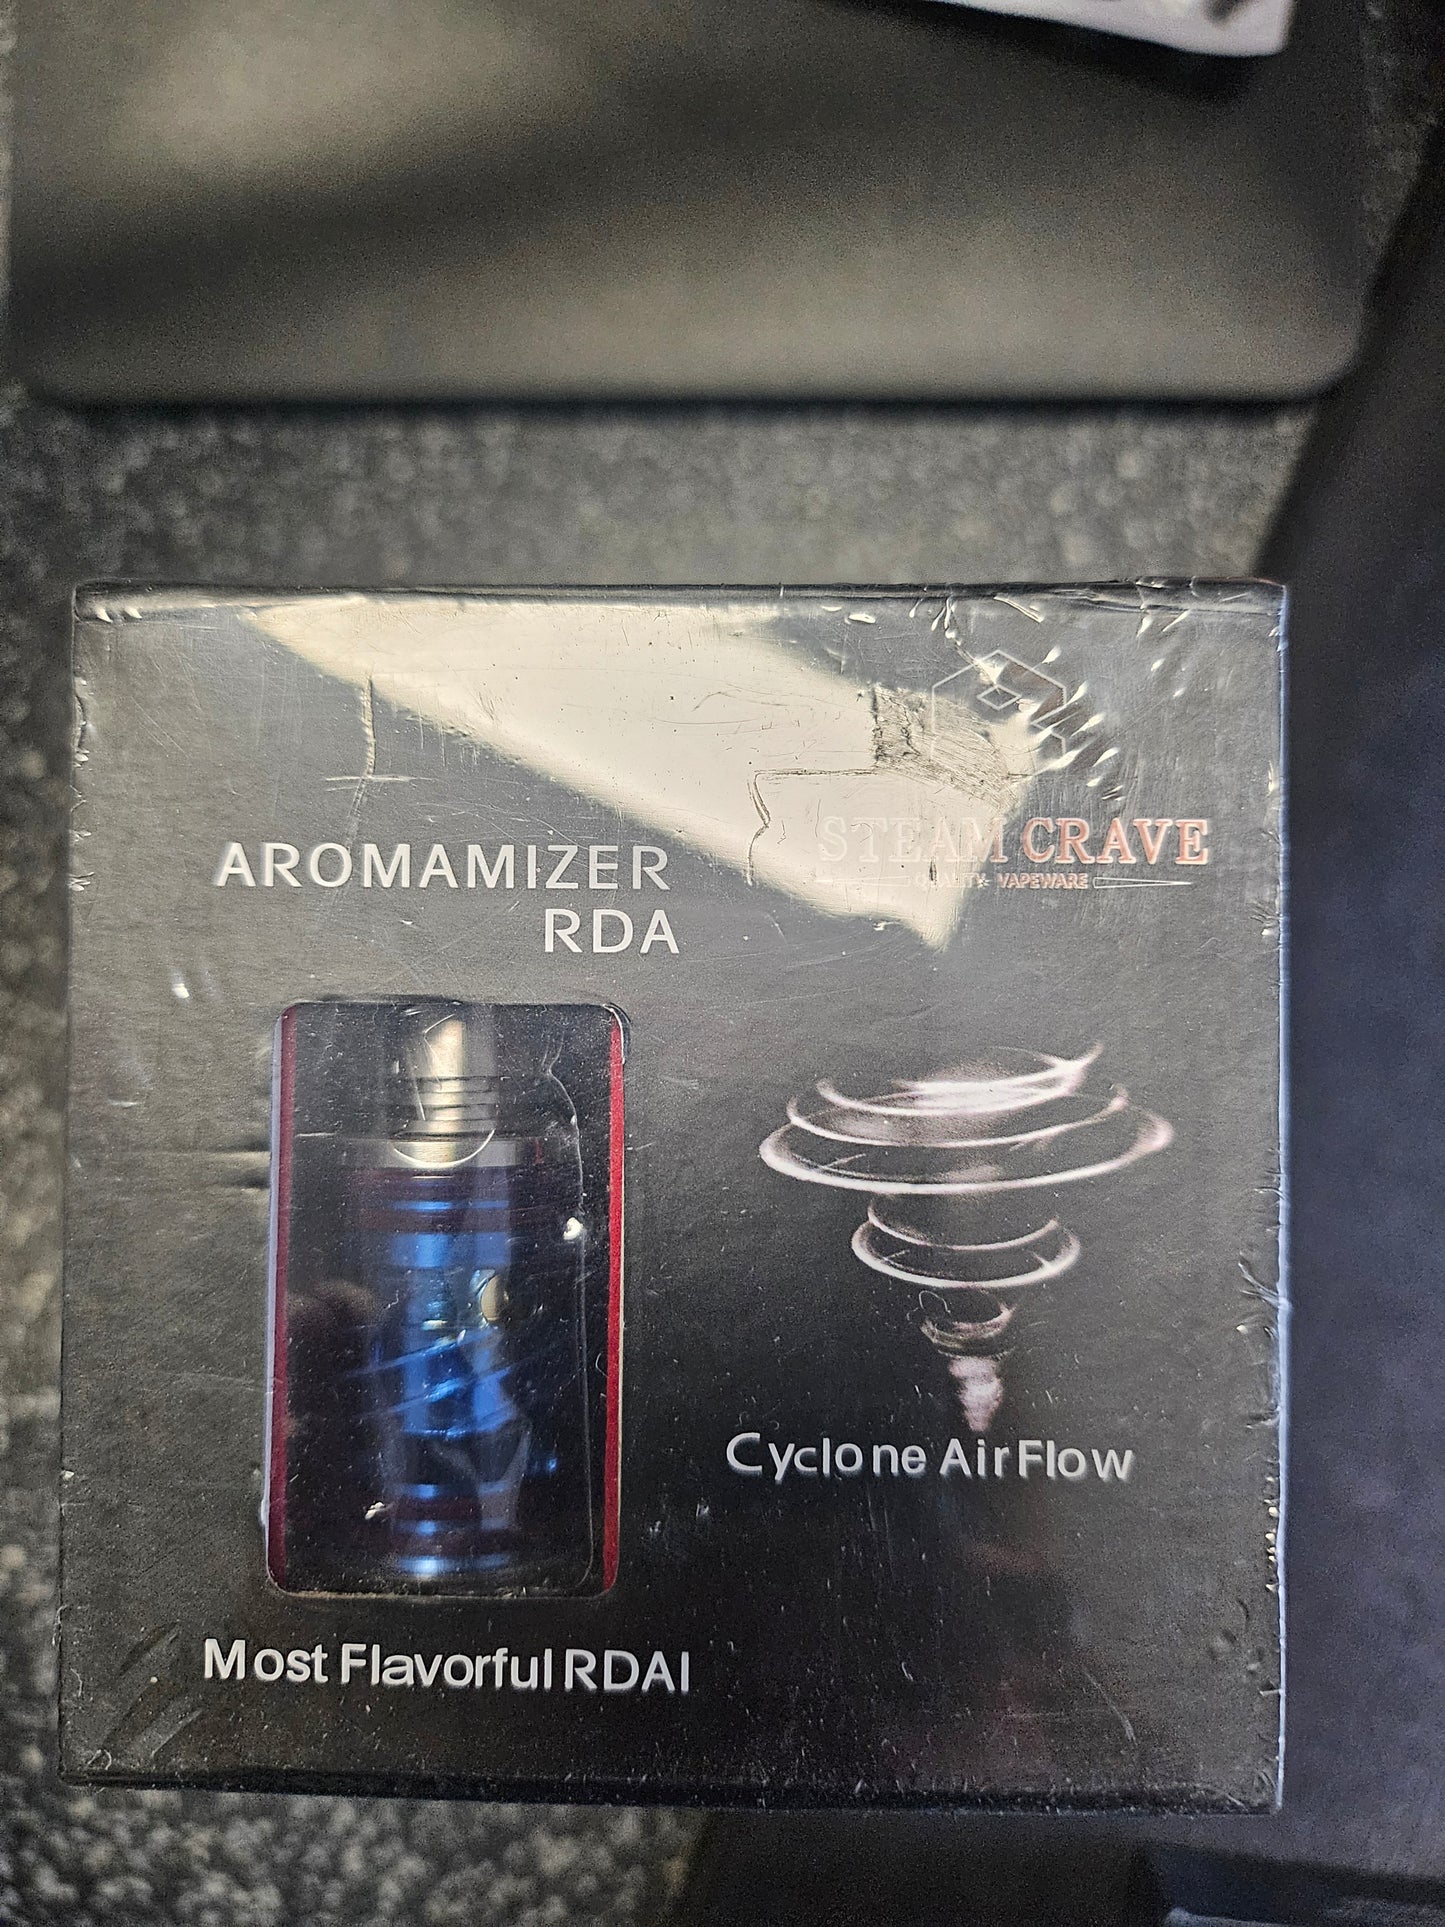 STEAM CRAVE
QUALITY VAPEWARE
AROMAMIZER
RDA
Cyclone AirFlow
Most Flavorful RDA!